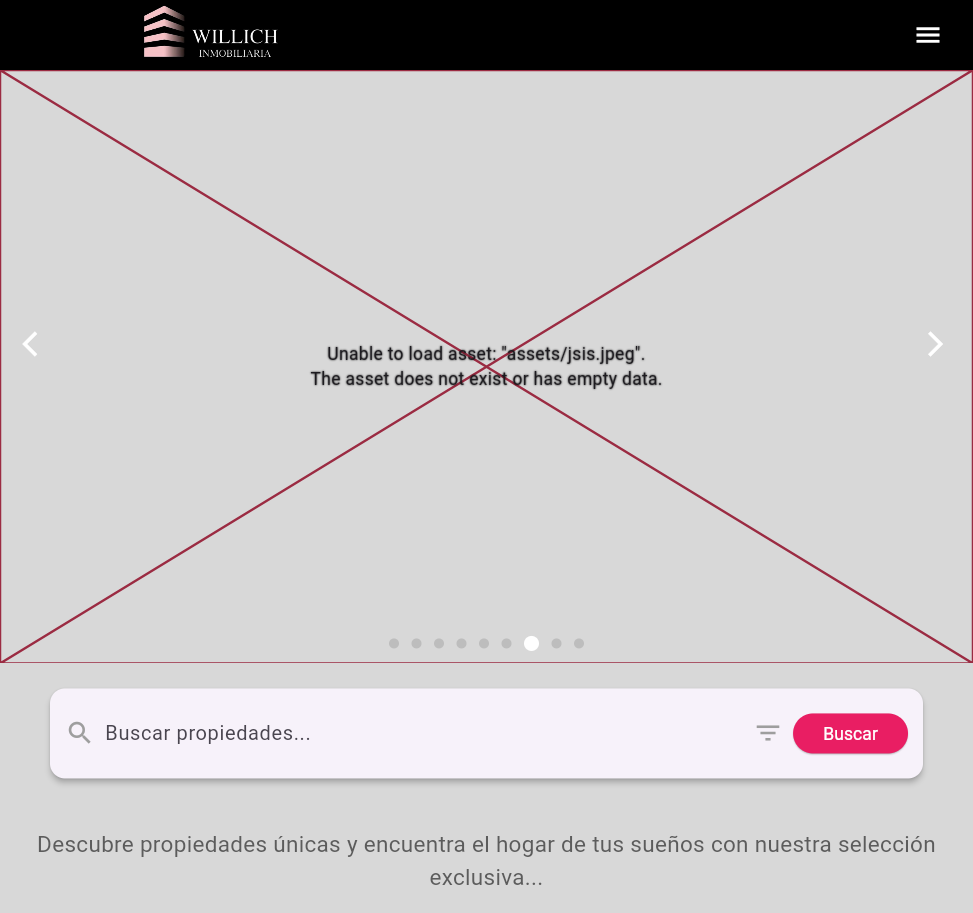 WILLICH
INMOBILIARIA
Unable to load asset: "assets/jsis.jpeg".
The asset does not exist or has empty data.
Buscar propiedades...
Buscar
Descubre propiedades únicas y encuentra el hogar de tus sueños con nuestra selección
exclusiva...